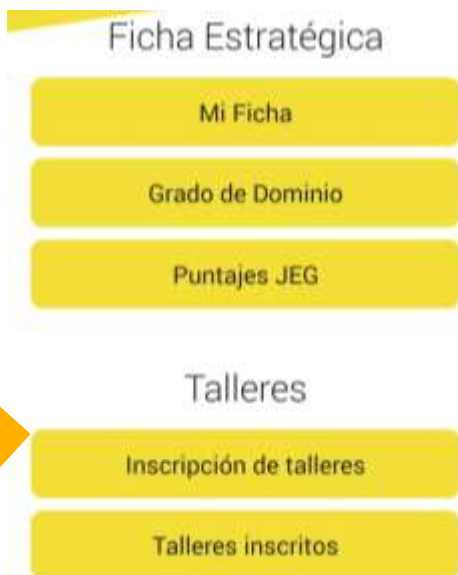 Ficha Estratégica
Mi Ficha
Grado de Dominio
Puntajes JEG
Talleres
Inscripción de talleres
Talleres inscritos